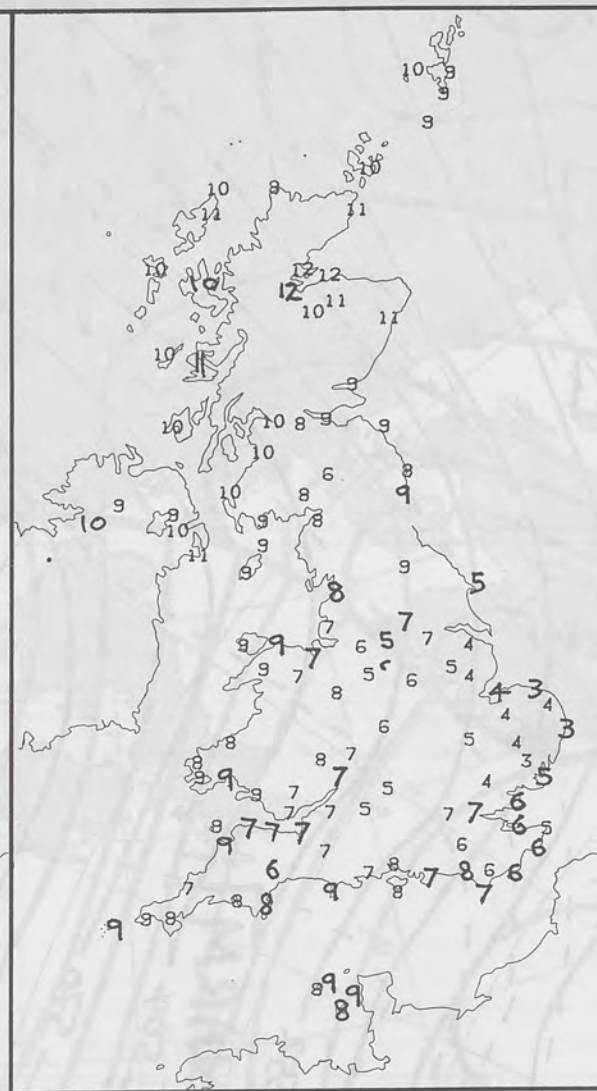 10 9
9
9
10
10 9
11 11
10 12 12
10 12 11
10 11
10 11
9
10 10 8 9 9
10
6 8
10 8 9
9 9 8
10 9 10
11 9
9 9
8 5
7 7
9 9 7 6 5 7 4
9 7 5 6 5 4
8 4 3 4
6 4 3
8 5 4
8 7 3
9 9 8 7 5 4 5
9 7 5 6
7 7 5 7 7 6 5
8 7 7 7
9 7 6 6
6 7 8 7 8 6 6
7 9 8 7
8 8
9 8 8
9
8 9 9
8